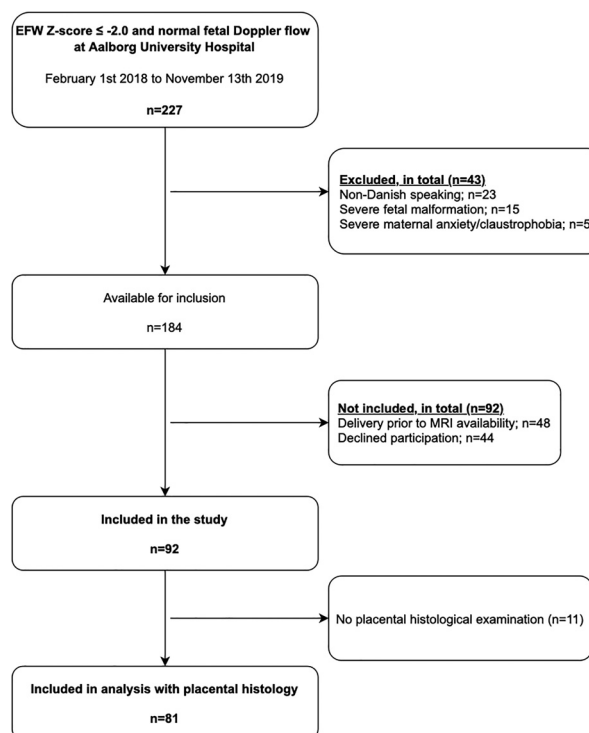 EFW Z-score ≤ -2.0 and normal fetal Doppler flow
at Aalborg University Hospital
February 1st 2018 to November 13th 2019
n=227
Excluded, in total (n=43)
Non-Danish speaking; n=23
Severe fetal malformation; n=15
Severe maternal anxiety/claustrophobia; n=5
Available for inclusion
n=184
Not included, in total (n=92)
Delivery prior to MRI availability; n=48
Declined participation; n=44
Included in the study
n=92
No placental histological examination (n=11)
Included in analysis with placental histology
n=81